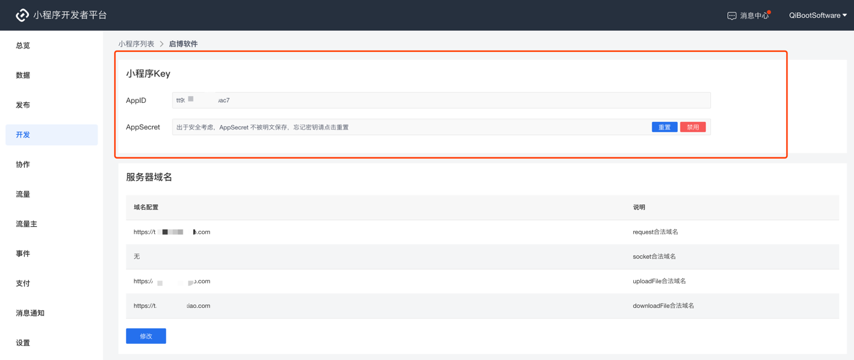 小程序开发者平台
消息中心
QiBootSoftware
总览
数据
发布
开发
协作
流量
流量主
事件
支付
消息通知
设置
小程序列表 > 启博软件
小程序Key
AppID
AppSecret 出于安全考虑，AppSecret 不被明文保存，忘记密钥请点击重置 重置 禁用
服务器域名
域名配置 说明
https://t .com request合法域名
无 socket合法域名
https:/ .com uploadFile合法域名
https://t iao.com downloadFile合法域名
修改